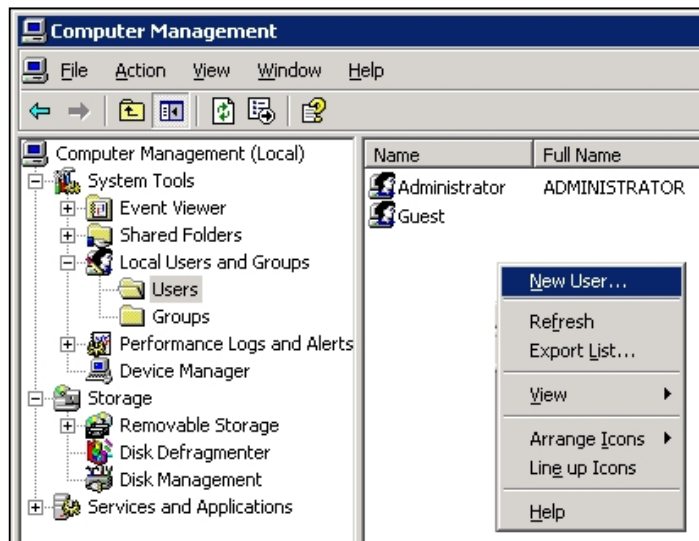 Computer Management
File Action View Window Help
Computer Management (Local)
System Tools
Event Viewer
Shared Folders
Local Users and Groups
Users
Groups
Performance Logs and Alerts
Device Manager
Storage
Removable Storage
Disk Defragmenter
Disk Management
Services and Applications
Name Full Name
Administrator ADMINISTRATOR
Guest
New User...
Refresh
Export List...
View
Arrange Icons
Line up Icons
Help